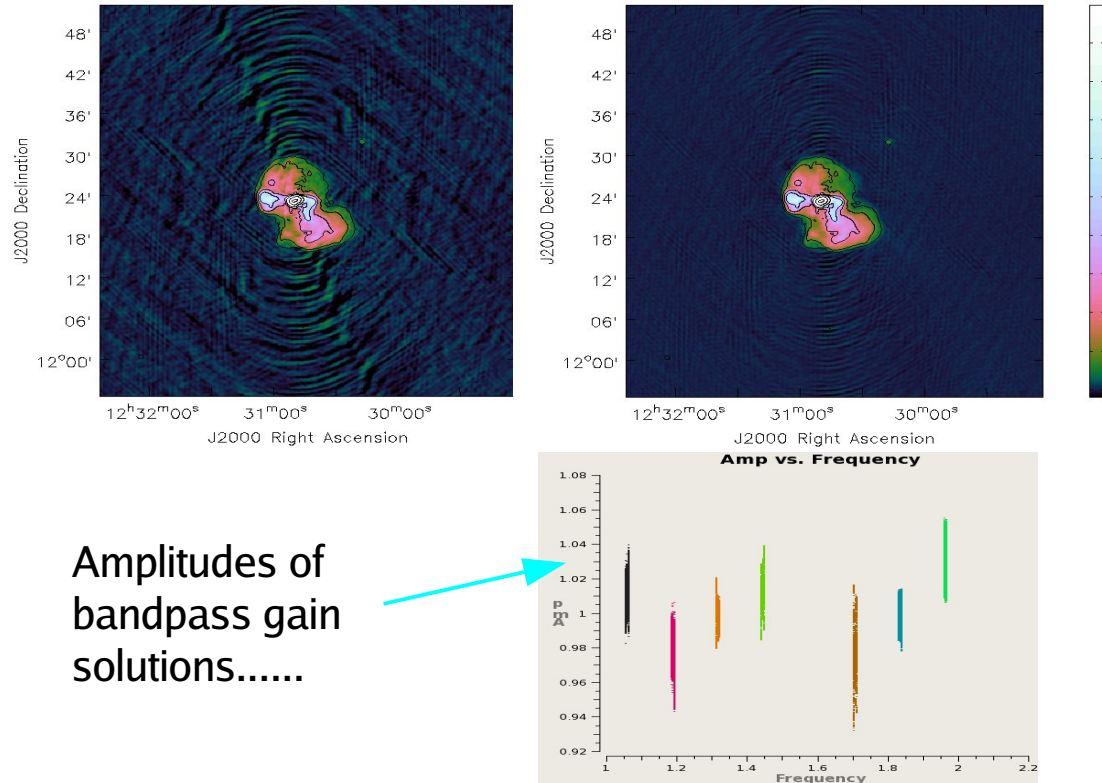 48'
42'
36'
30'
24'
18'
12'
06'
12°00'
J2000 Declination
12ʰ32ᵐ00ˢ 31ᵐ00ˢ 30ᵐ00ˢ
J2000 Right Ascension
48'
42'
36'
30'
24'
18'
12'
06'
12°00'
J2000 Declination
12ʰ32ᵐ00ˢ 31ᵐ00ˢ 30ᵐ00ˢ
J2000 Right Ascension
Amplitudes of
bandpass gain
solutions......
Amp vs. Frequency
1.08
1.06
1.04
1.02
1
0.98
0.96
0.94
0.92
Amp
1 1.2 1.4 1.6 1.8 2 2.2
Frequency